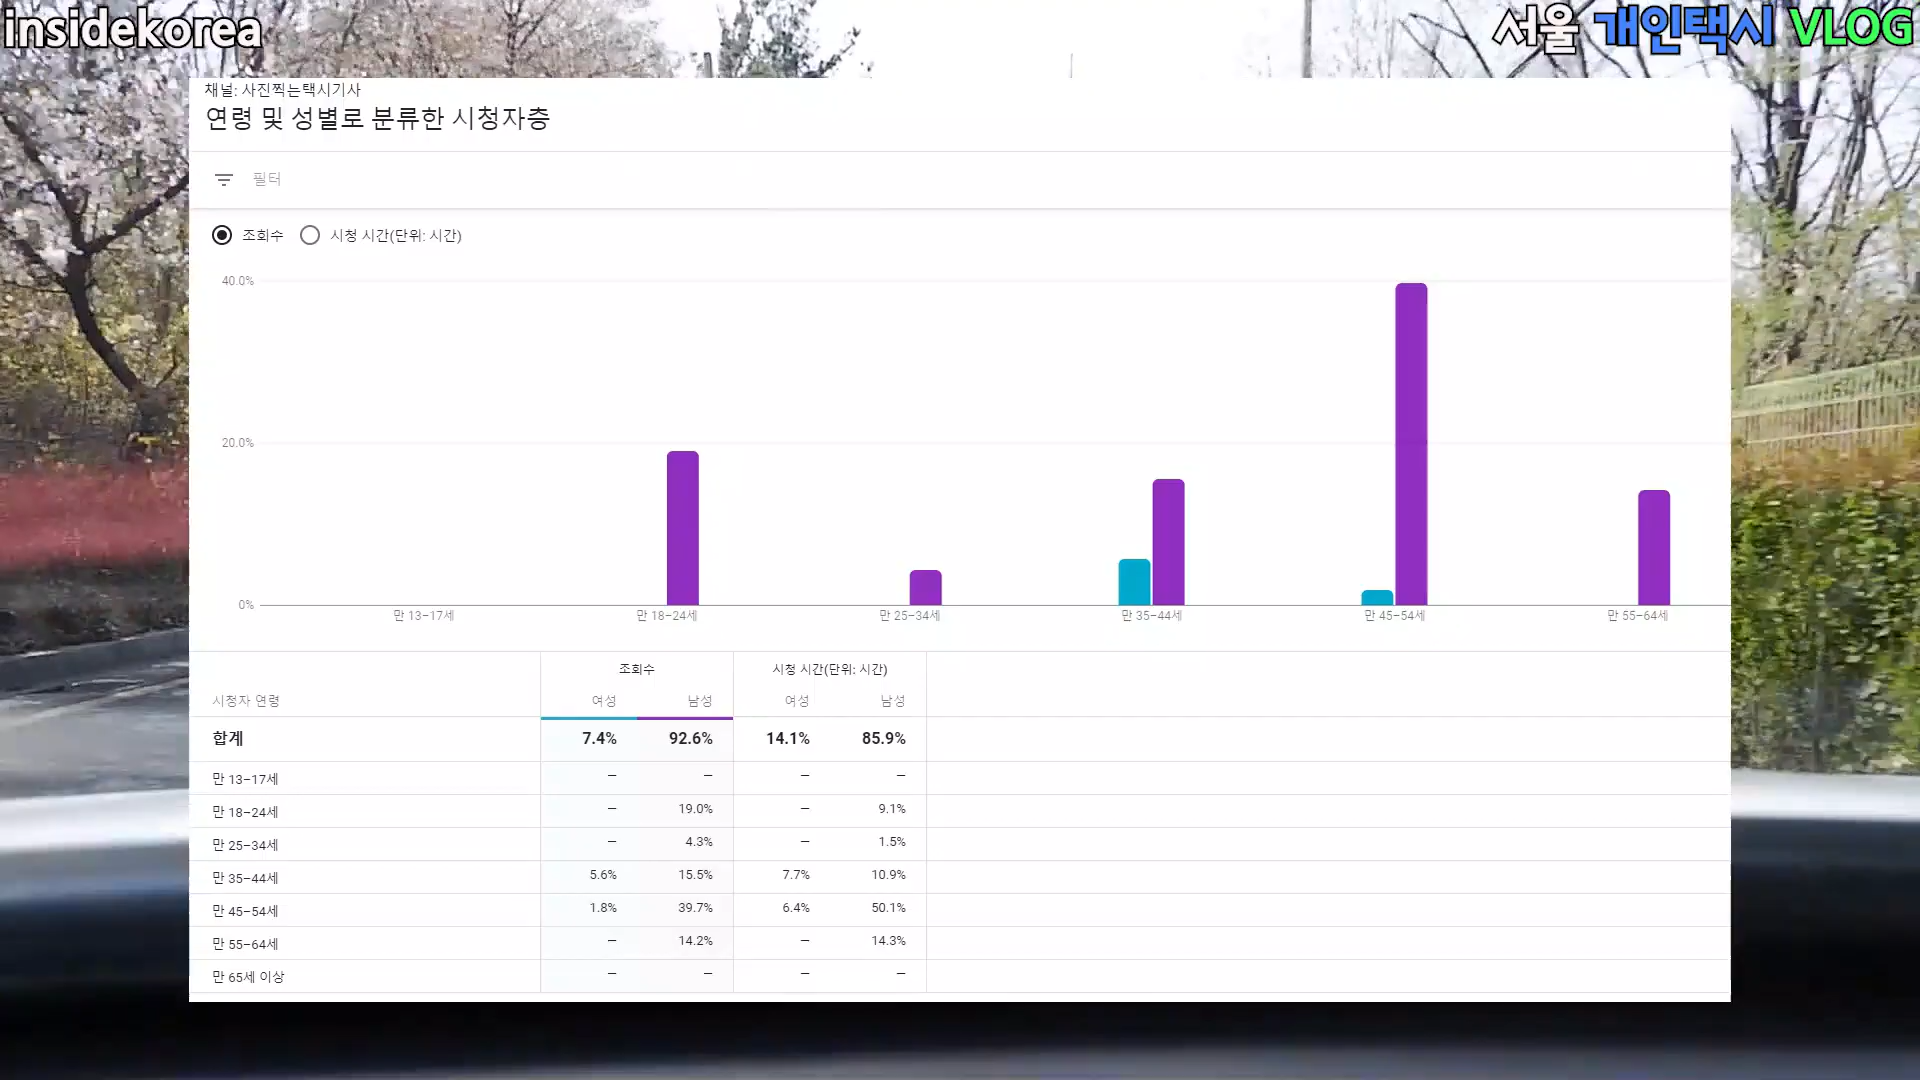 insidekorea
서울 개인택시 VLOG
채널: 사진찍는택시기사
연령 및 성별로 분류한 시청자층
필터
조회수 시청 시간(단위: 시간)
40.0%
20.0%
0%
만 13–17세 만 18–24세 만 25–34세 만 35–44세 만 45–54세 만 55–64세
조회수 시청 시간(단위: 시간)
시청자 연령 여성 남성 여성 남성
합계 7.4% 92.6% 14.1% 85.9%
만 13–17세 — — — —
만 18–24세 — 19.0% — 9.1%
만 25–34세 — 4.3% — 1.5%
만 35–44세 5.6% 15.5% 7.7% 10.9%
만 45–54세 1.8% 39.7% 6.4% 50.1%
만 55–64세 — 14.2% — 14.3%
만 65세 이상 — — — —